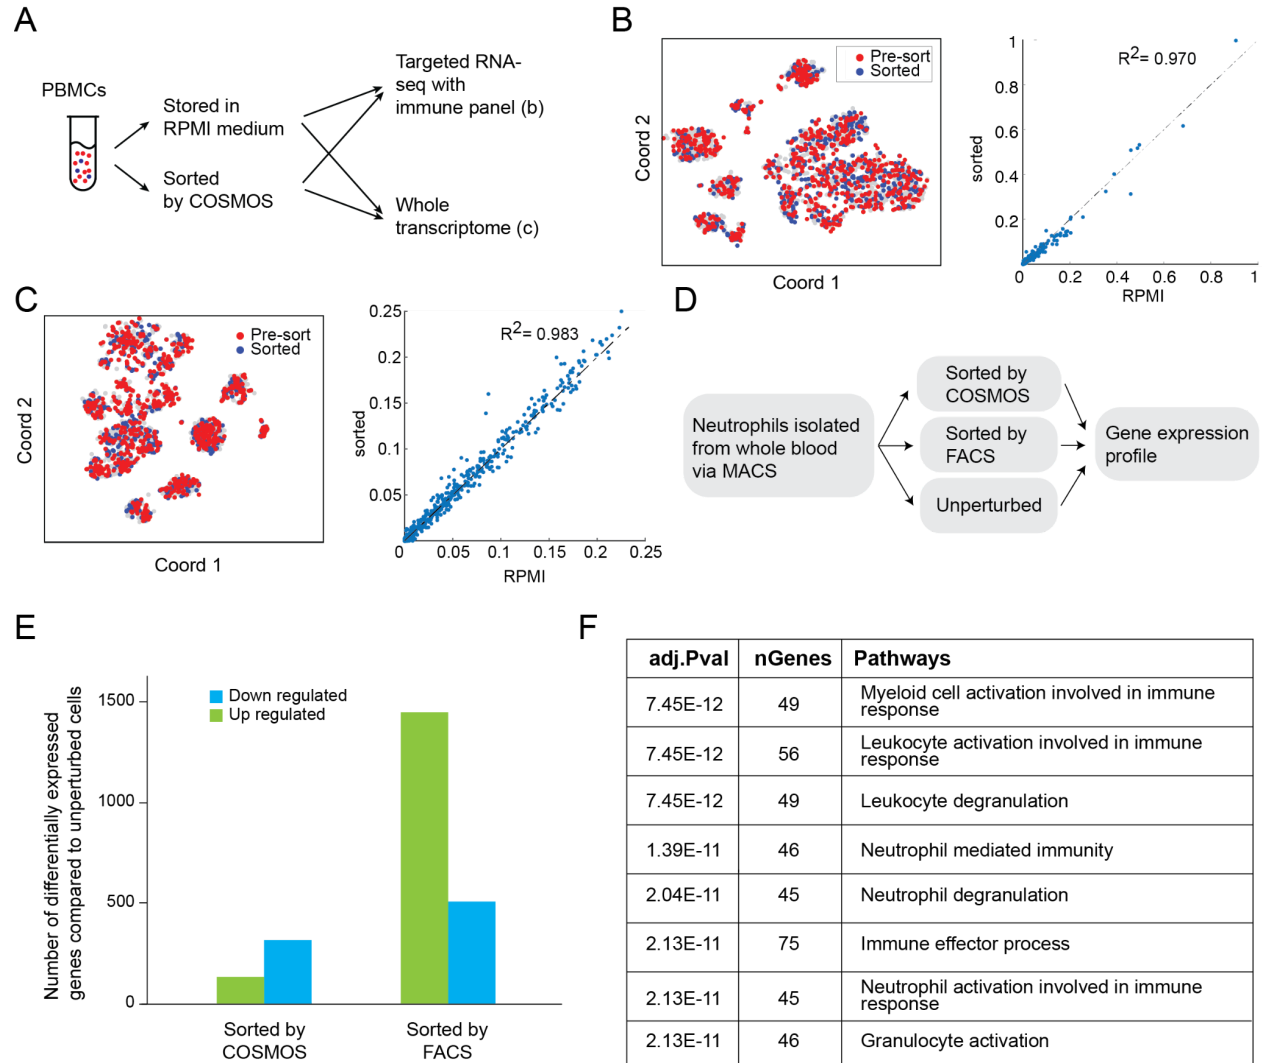 A
PBMCs
Stored in
RPMI medium
Sorted
by COSMOS
Targeted RNA-
seq with
immune panel (b)
Whole
transcriptome (c)
B
Coord 2
Pre-sort
Sorted
Coord 1
sorted
R2= 0.970
1
0.8
0.6
0.4
0.2
0 0.2 0.4 0.6 0.8 1
RPMI
C
Coord 2
Pre-sort
Sorted
Coord 1
sorted
R2= 0.983
0.25
0.2
0.15
0.1
0.05
0 0.05 0.1 0.15 0.2 0.25
RPMI
D
Neutrophils isolated
from whole blood
via MACS
Sorted by
COSMOS
Sorted by
FACS
Unperturbed
Gene expression
profile
E
Number of differentially expressed
genes compared to unperturbed cells
1500
1000
500
0
Down regulated
Up regulated
Sorted by
COSMOS
Sorted by
FACS
F
adj.Pval nGenes Pathways
7.45E-12 49 Myeloid cell activation involved in immune
response
7.45E-12 56 Leukocyte activation involved in immune
response
7.45E-12 49 Leukocyte degranulation
1.39E-11 46 Neutrophil mediated immunity
2.04E-11 45 Neutrophil degranulation
2.13E-11 75 Immune effector process
2.13E-11 45 Neutrophil activation involved in immune
response
2.13E-11 46 Granulocyte activation